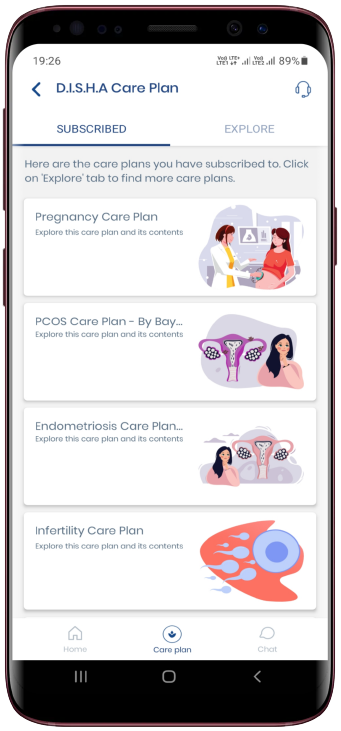 19:26
Vo)) LTE+
LTE1
Vo))
LTE2
89%
D.I.S.H.A Care Plan
SUBSCRIBED
EXPLORE
Here are the care plans you have subscribed to. Click
on 'Explore' tab to find more care plans.
Pregnancy Care Plan
Explore this care plan and its contents
PCOS Care Plan - By Bay...
Explore this care plan and its contents
Endometriosis Care Plan...
Explore this care plan and its contents
Infertility Care Plan
Explore this care plan and its contents
Home
Care plan
Chat